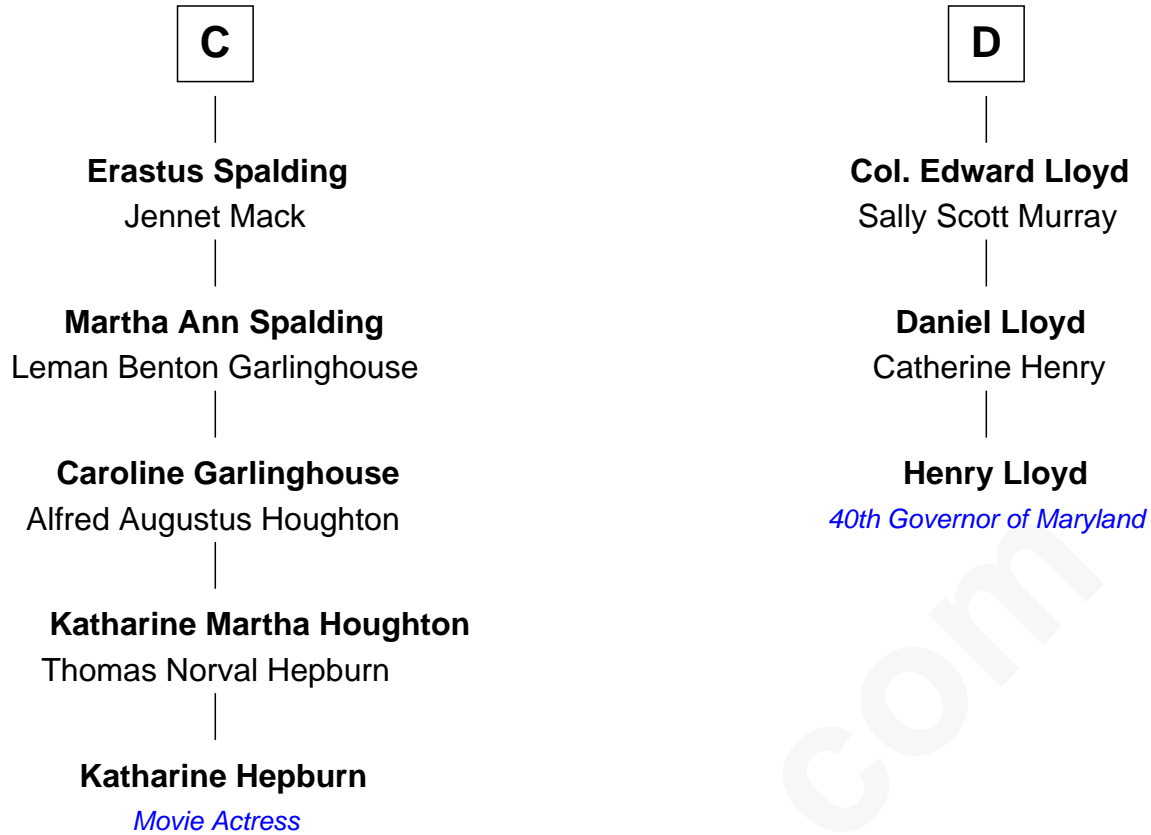 C
Erastus Spalding
Jennet Mack
Martha Ann Spalding
Leman Benton Garlinghouse
Caroline Garlinghouse
Alfred Augustus Houghton
Katharine Martha Houghton
Thomas Norval Hepburn
Katharine Hepburn
Movie Actress
D
Col. Edward Lloyd
Sally Scott Murray
Daniel Lloyd
Catherine Henry
Henry Lloyd
40th Governor of Maryland
com